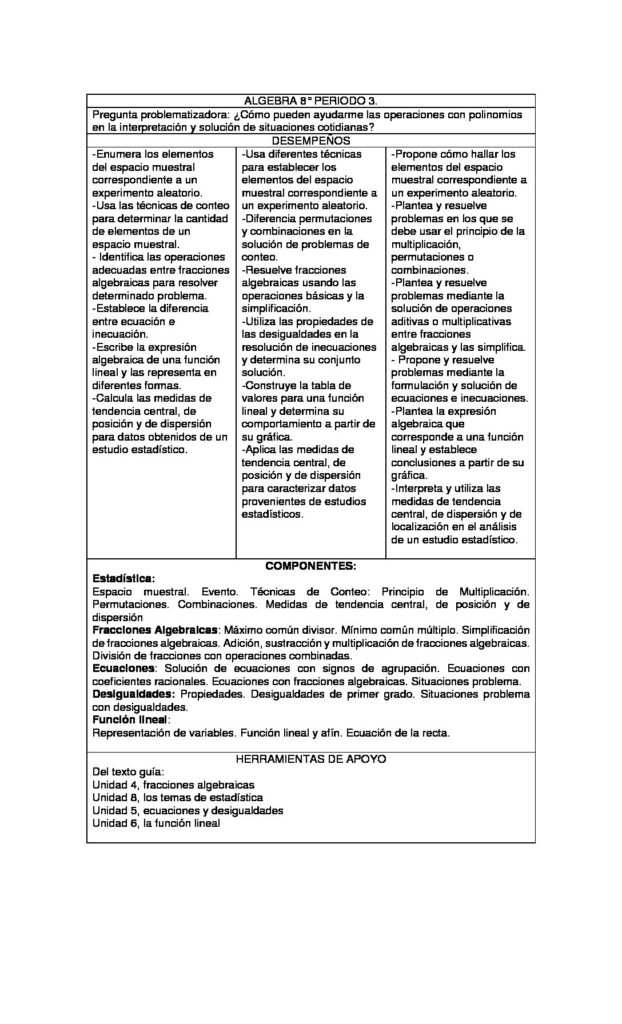 ALGEBRA 8° PERIODO 3.
Pregunta problematizadora: ¿Cómo pueden ayudarme las operaciones con polinomios
en la interpretación y solución de situaciones cotidianas?
DESEMPEÑOS
-Enumera los elementos
del espacio muestral
correspondiente a un
experimento aleatorio.
-Usa las técnicas de conteo
para determinar la cantidad
de elementos de un
espacio muestral.
- Identifica las operaciones
adecuadas entre fracciones
algebraicas para resolver
determinado problema.
-Establece la diferencia
entre ecuación e
inecuación.
-Escribe la expresión
algebraica de una función
lineal y las representa en
diferentes formas.
-Calcula las medidas de
tendencia central, de
posición y de dispersión
para datos obtenidos de un
estudio estadístico.
-Usa diferentes técnicas
para establecer los
elementos del espacio
muestral correspondiente a
un experimento aleatorio.
-Diferencia permutaciones
y combinaciones en la
solución de problemas de
conteo.
-Resuelve fracciones
algebraicas usando las
operaciones básicas y la
simplificación.
-Utiliza las propiedades de
las desigualdades en la
resolución de inecuaciones
y determina su conjunto
solución.
-Construye la tabla de
valores para una función
lineal y determina su
comportamiento a partir de
su gráfica.
-Aplica las medidas de
tendencia central, de
posición y de dispersión
para caracterizar datos
provenientes de estudios
estadísticos.
-Propone cómo hallar los
elementos del espacio
muestral correspondiente a
un experimento aleatorio.
-Plantea y resuelve
problemas en los que se
debe usar el principio de la
multiplicación,
permutaciones o
combinaciones.
-Plantea y resuelve
problemas mediante la
solución de operaciones
aditivas o multiplicativas
entre fracciones
algebraicas y las simplifica.
- Propone y resuelve
problemas mediante la
formulación y solución de
ecuaciones e inecuaciones.
-Plantea la expresión
algebraica que
corresponde a una función
lineal y establece
conclusiones a partir de su
gráfica.
-Interpreta y utiliza las
medidas de tendencia
central, de dispersión y de
localización en el análisis
de un estudio estadístico.
COMPONENTES:
Estadística:
Espacio muestral. Evento. Técnicas de Conteo: Principio de Multiplicación.
Permutaciones. Combinaciones. Medidas de tendencia central, de posición y de
dispersión
Fracciones Algebraicas: Máximo común divisor. Mínimo común múltiplo. Simplificación
de fracciones algebraicas. Adición, sustracción y multiplicación de fracciones algebraicas.
División de fracciones con operaciones combinadas.
Ecuaciones: Solución de ecuaciones con signos de agrupación. Ecuaciones con
coeficientes racionales. Ecuaciones con fracciones algebraicas. Situaciones problema.
Desigualdades: Propiedades. Desigualdades de primer grado. Situaciones problema
con desigualdades.
Función lineal:
Representación de variables. Función lineal y afín. Ecuación de la recta.
HERRAMIENTAS DE APOYO
Del texto guía:
Unidad 4, fracciones algebraicas
Unidad 8, los temas de estadística
Unidad 5, ecuaciones y desigualdades
Unidad 6, la función lineal